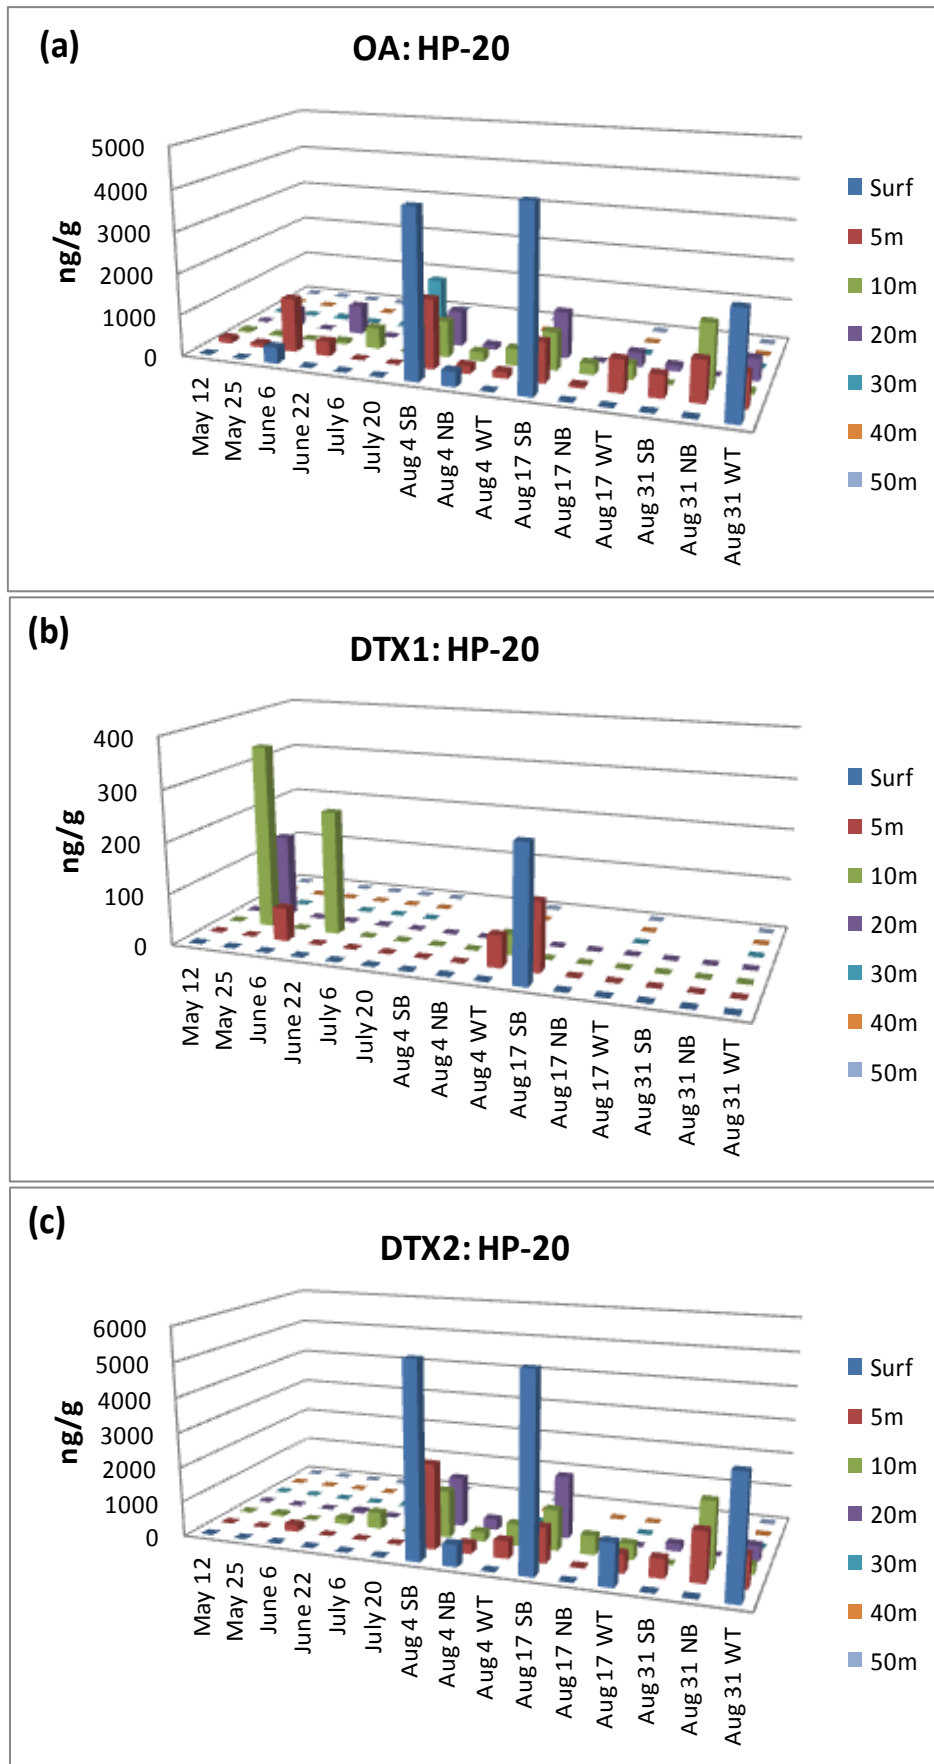 (a)
OA: HP-20
5000
4000
3000
2000
1000
0
ng/g
May 12
May 25
June 6
June 22
July 6
July 20
Aug 4 SB
Aug 4 NB
Aug 4 WT
Aug 17 SB
Aug 17 NB
Aug 17 WT
Aug 31 SB
Aug 31 NB
Aug 31 WT
Surf
5m
10m
20m
30m
40m
50m
(b)
DTX1: HP-20
400
300
200
100
0
ng/g
May 12
May 25
June 6
June 22
July 6
July 20
Aug 4 SB
Aug 4 NB
Aug 4 WT
Aug 17 SB
Aug 17 NB
Aug 17 WT
Aug 31 SB
Aug 31 NB
Aug 31 WT
Surf
5m
10m
20m
30m
40m
50m
(c)
DTX2: HP-20
6000
5000
4000
3000
2000
1000
0
ng/g
May 12
May 25
June 6
June 22
July 6
July 20
Aug 4 SB
Aug 4 NB
Aug 4 WT
Aug 17 SB
Aug 17 NB
Aug 17 WT
Aug 31 SB
Aug 31 NB
Aug 31 WT
Surf
5m
10m
20m
30m
40m
50m